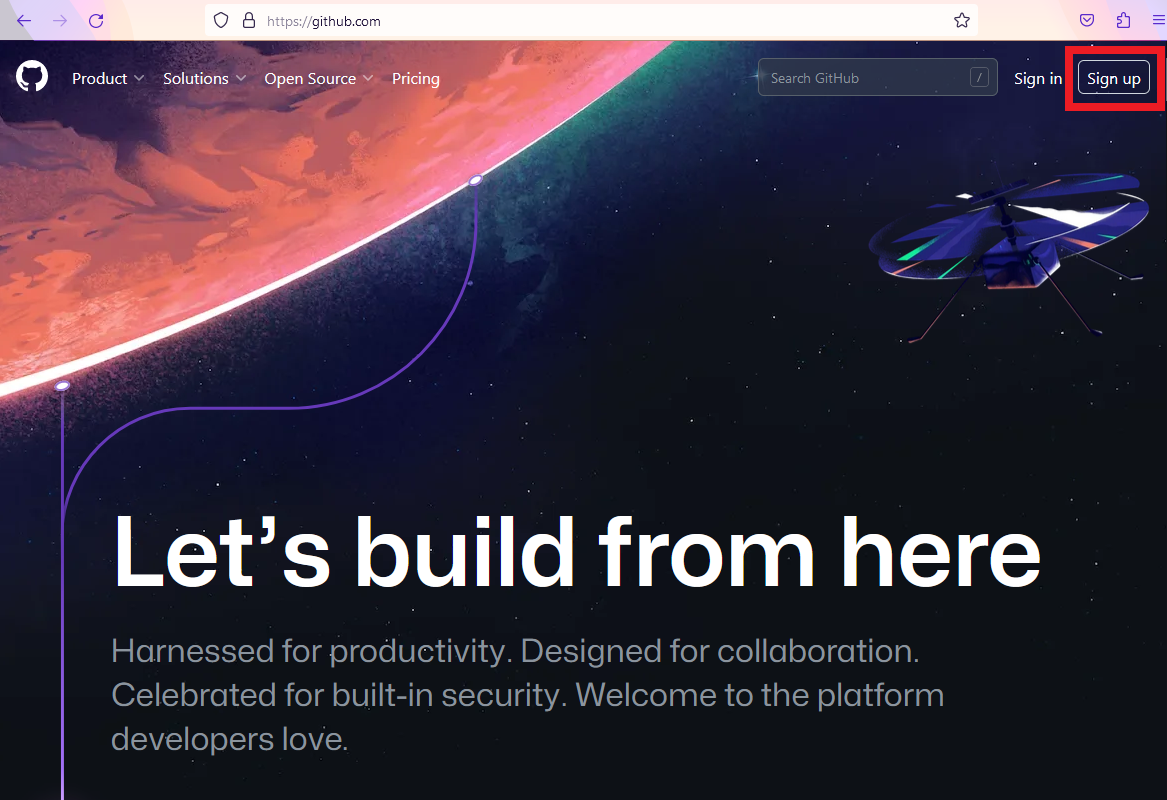 https://github.com
Product
Solutions
Open Source
Pricing
Search GitHub
/
Sign in
Sign up
Let’s build from here
Harnessed for productivity. Designed for collaboration.
Celebrated for built-in security. Welcome to the platform
developers love.